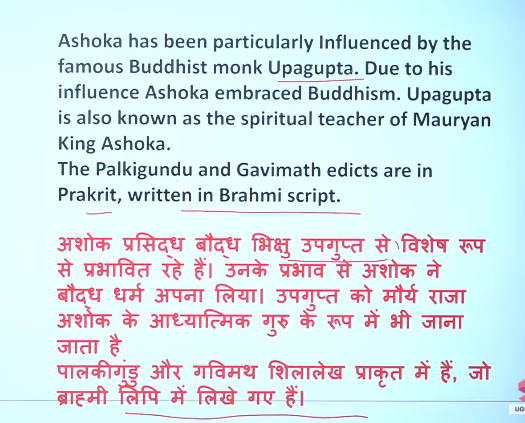 Ashoka has been particularly Influenced by the
famous Buddhist monk Upagupta. Due to his
influence Ashoka embraced Buddhism. Upagupta
is also known as the spiritual teacher of Mauryan
King Ashoka.
The Palkigundu and Gavimath edicts are in
Prakrit, written in Brahmi script.
अशोक प्रसिद्ध बौद्ध भिक्षु उपगुप्त से विशेष रूप
से प्रभावित रहे हैं। उनके प्रभाव से अशोक ने
बौद्ध धर्म अपना लिया। उपगुप्त को मौर्य राजा
अशोक के आध्यात्मिक गुरु के रूप में भी जाना
जाता है
पालकीगुंडु और गविमथ शिलालेख प्राकृत में हैं, जो
ब्राह्मी लिपि में लिखे गए हैं।